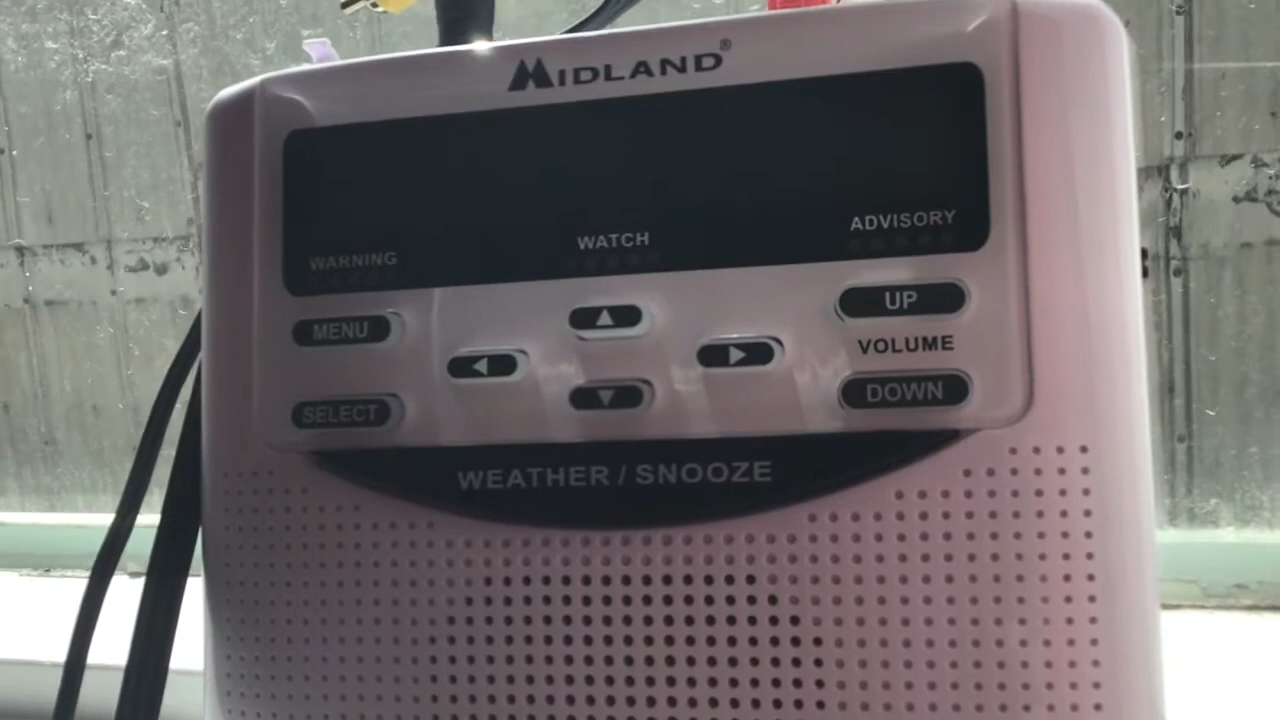 MIDLAND®
WARNING
WATCH
ADVISORY
MENU
UP
VOLUME
SELECT
DOWN
WEATHER / SNOOZE